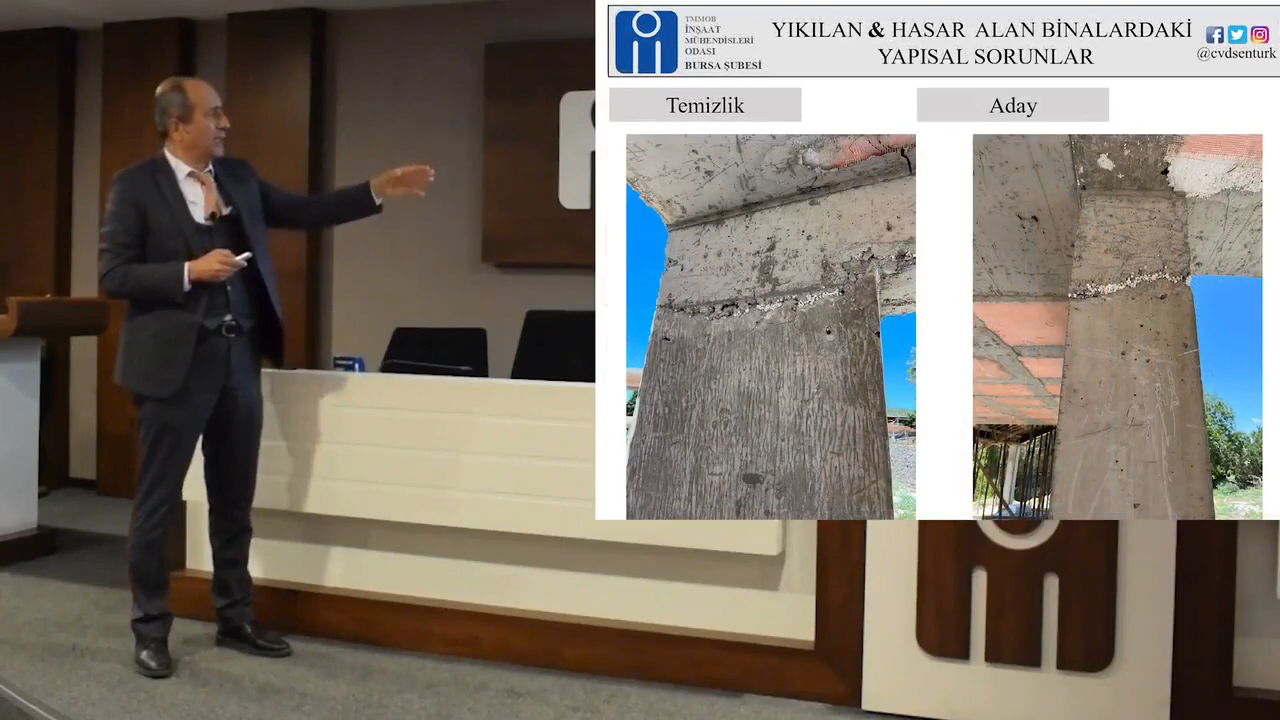 TMMOB
İNŞAAT
MÜHENDİSLERİ
ODASI
BURSA ŞUBESİ
YIKILAN & HASAR ALAN BİNALARDAKİ
YAPISAL SORUNLAR
@cvdsenturk
Temizlik
Aday